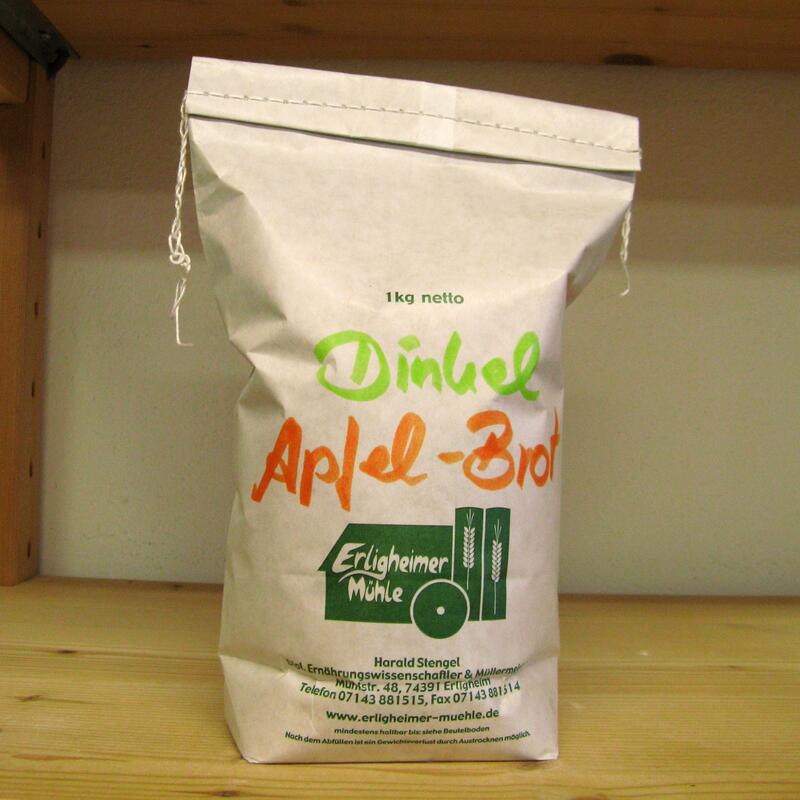 1kg netto
Dinkel
Apfel-Brot
Erligheimer
Mühle
Harald Stengel
Ernährungswissenschaftler &
Mühlstr. 48, 74391 Erligheim
Telefon 07143 881515, Fax 07143 881514
www.erligheimer-muehle.de
mindestens haltbar bis: siehe Beutelboden
Nach dem Abfüllen ist ein Gewichtsverlust durch Austrocknen möglich.